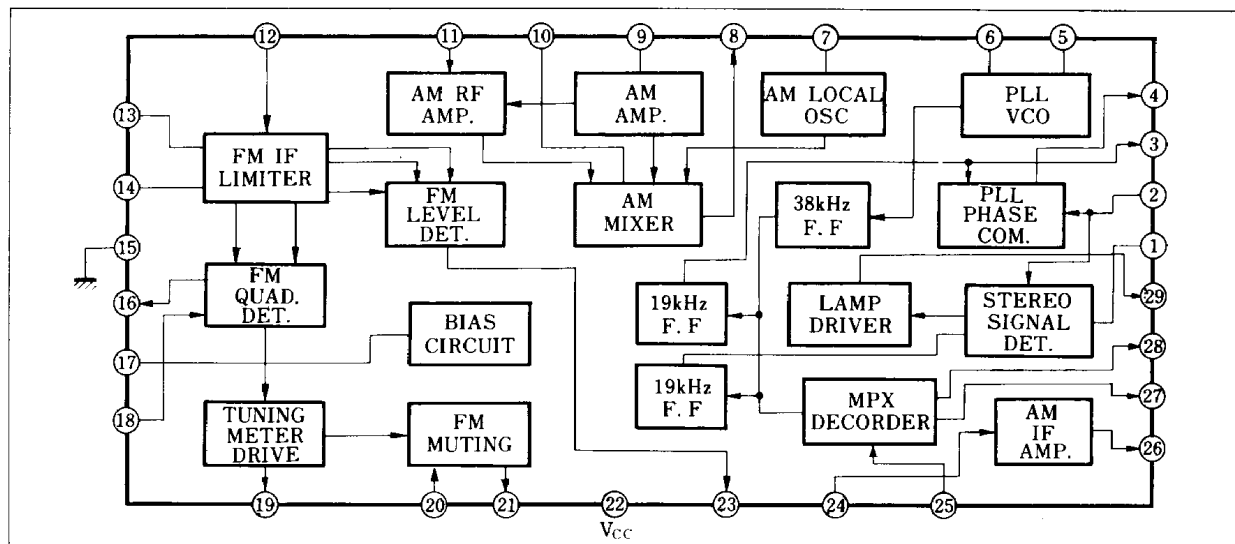 12
11
10
9
8
7
6
5
13
14
15
16
17
18
4
3
2
1
29
28
27
26
AM RF
AMP.
AM
AMP.
AM LOCAL
OSC
PLL
VCO
FM IF
LIMITER
FM
LEVEL
DET.
AM
MIXER
38kHz
F. F
PLL
PHASE
COM.
FM
QUAD.
DET.
BIAS
CIRCUIT
19kHz
F. F
LAMP
DRIVER
STEREO
SIGNAL
DET.
19kHz
F. F
MPX
DECORDER
AM
IF
AMP.
TUNING
METER
DRIVE
FM
MUTING
19
20
21
22
23
24
25
VCC